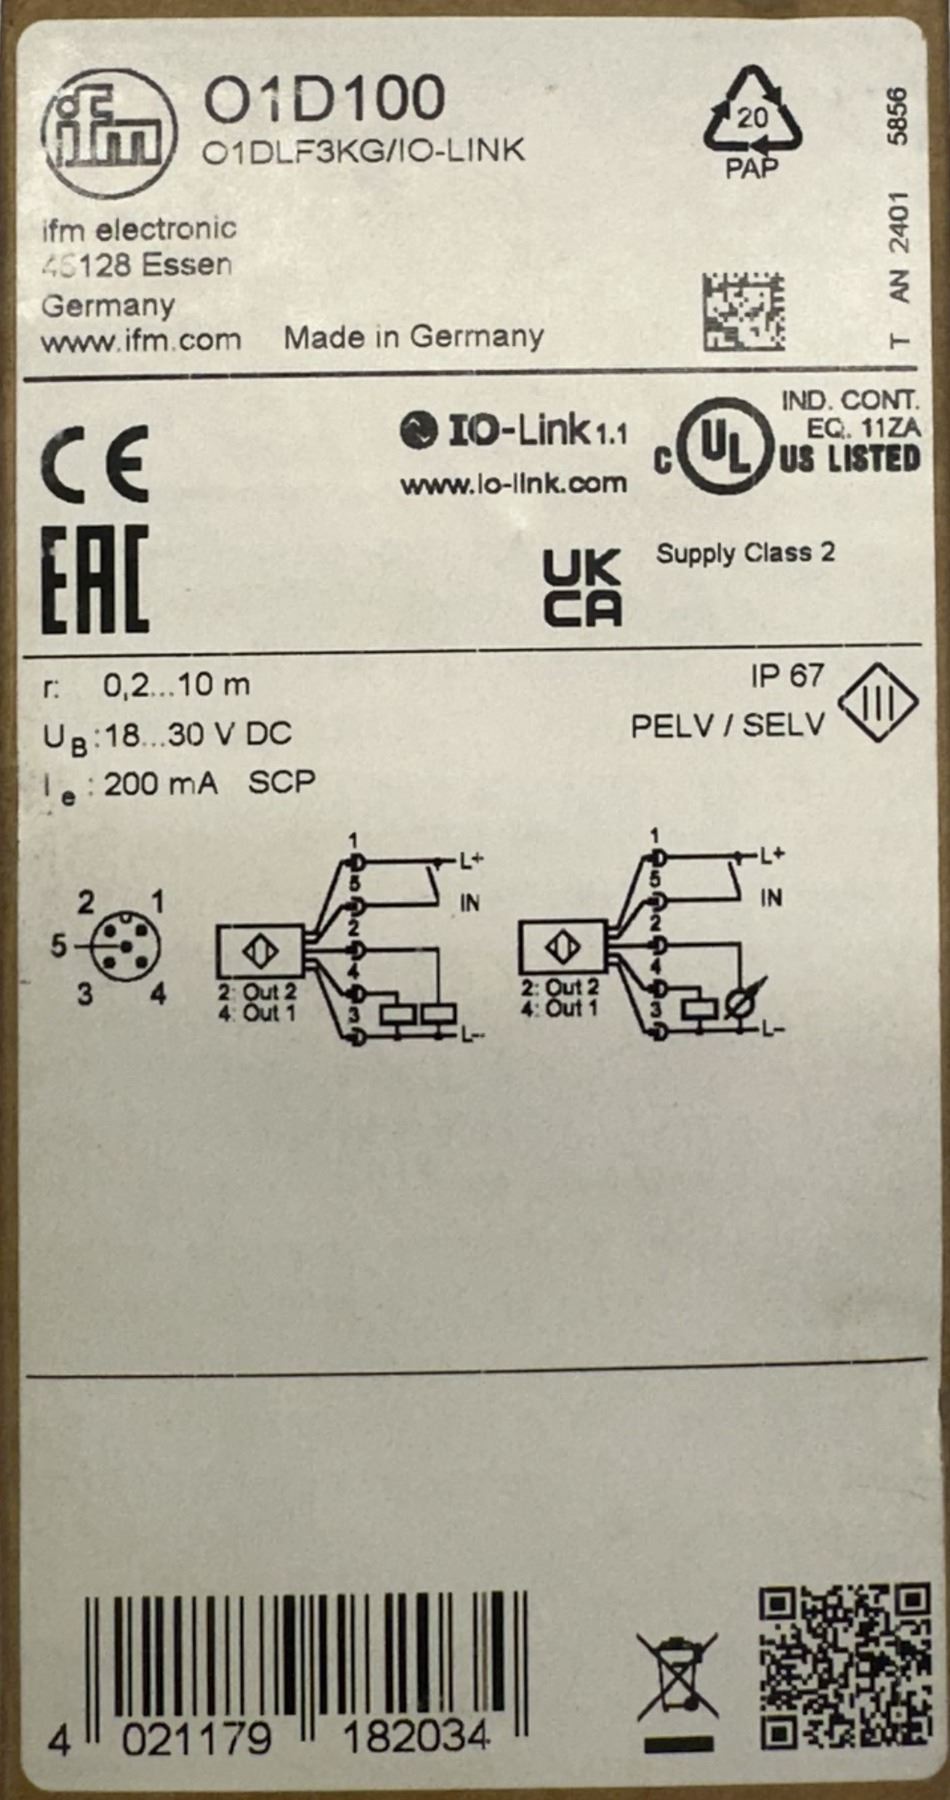 ifm
O1D100
O1DLF3KG/IO-LINK
ifm electronic
45128 Essen
Germany
www.ifm.com Made in Germany
20
PAP
T AN 2401 5856
CE
EAC
IO-Link 1.1
www.io-link.com
C UL US LISTED
IND. CONT.
EQ. 11ZA
UK
CA
Supply Class 2
r: 0,2...10 m
UB:18...30 V DC
Ie: 200 mA SCP
IP 67
PELV / SELV
III
2 1
5
3 4
1
L+
5
IN
2
4
3
L-
2: Out 2
4: Out 1
1
L+
5
IN
2
4
3
L-
2: Out 2
4: Out 1
4 021179 182034